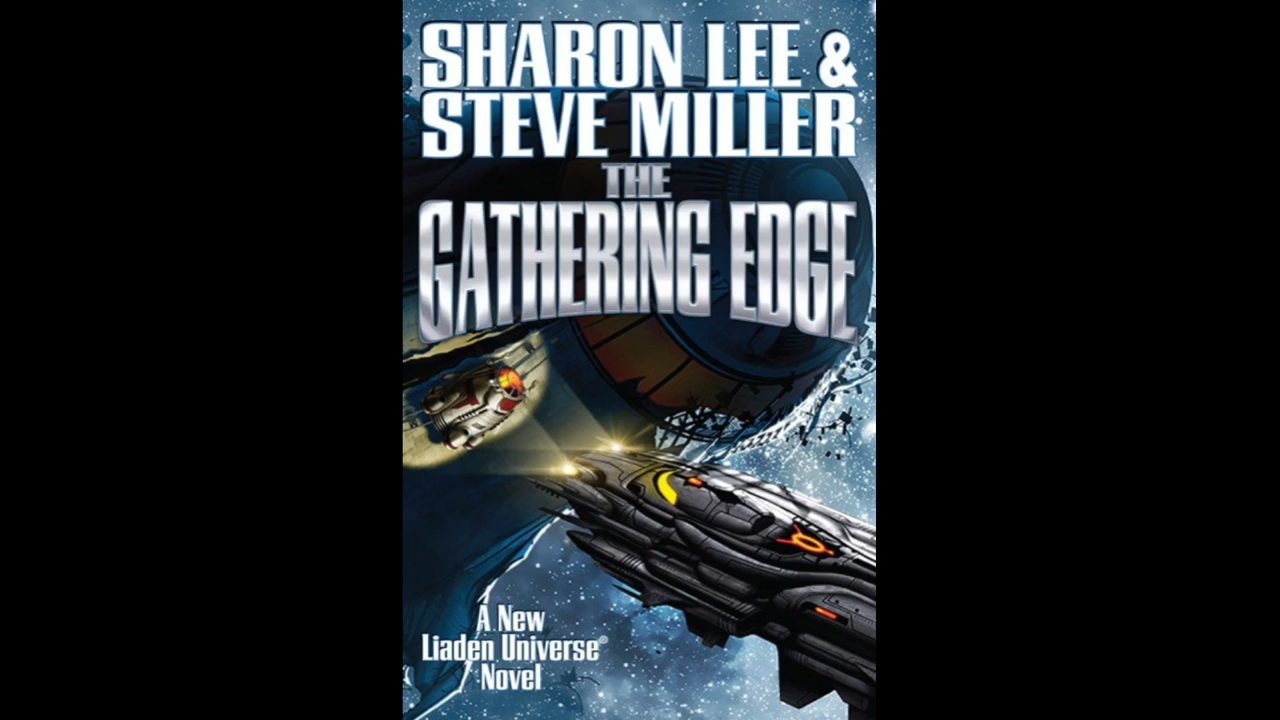 SHARON LEE &
STEVE MILLER
THE
GATHERING EDGE
A New
Liaden Universe®
Novel